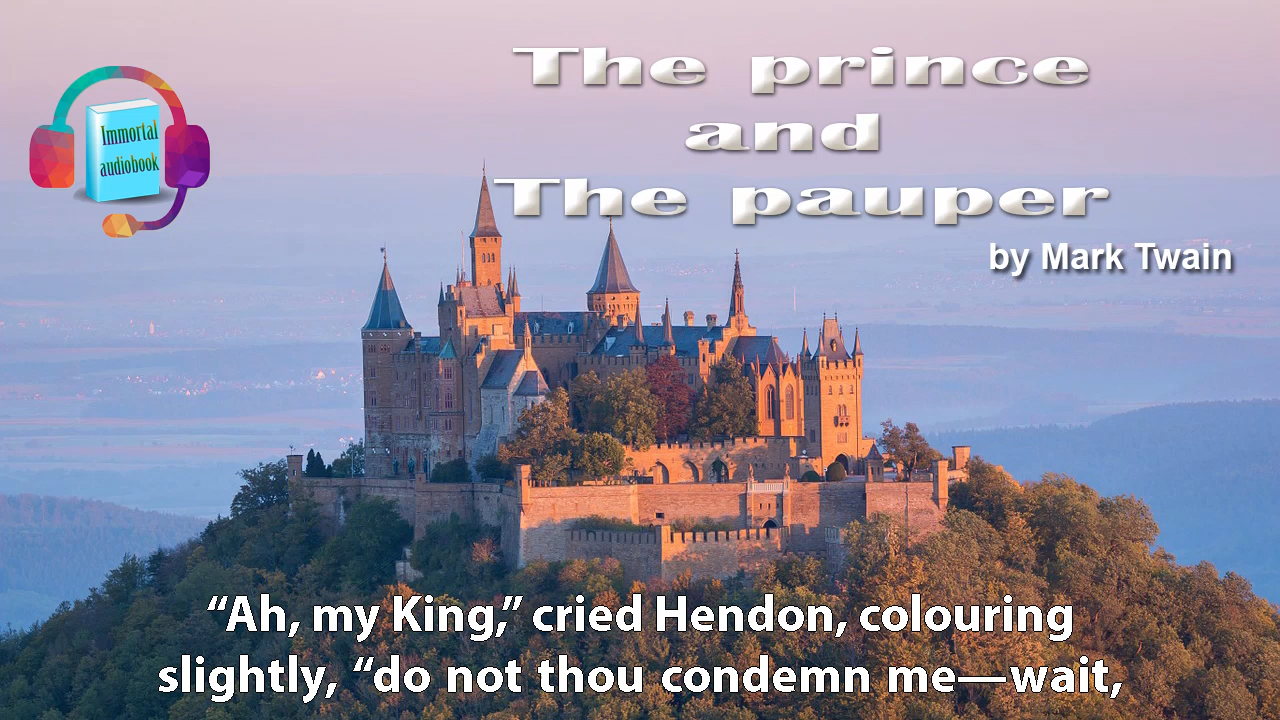 Immortal
audiobook
The prince
and
The pauper
by Mark Twain
“Ah, my King,” cried Hendon, colouring
slightly, “do not thou condemn me—wait,